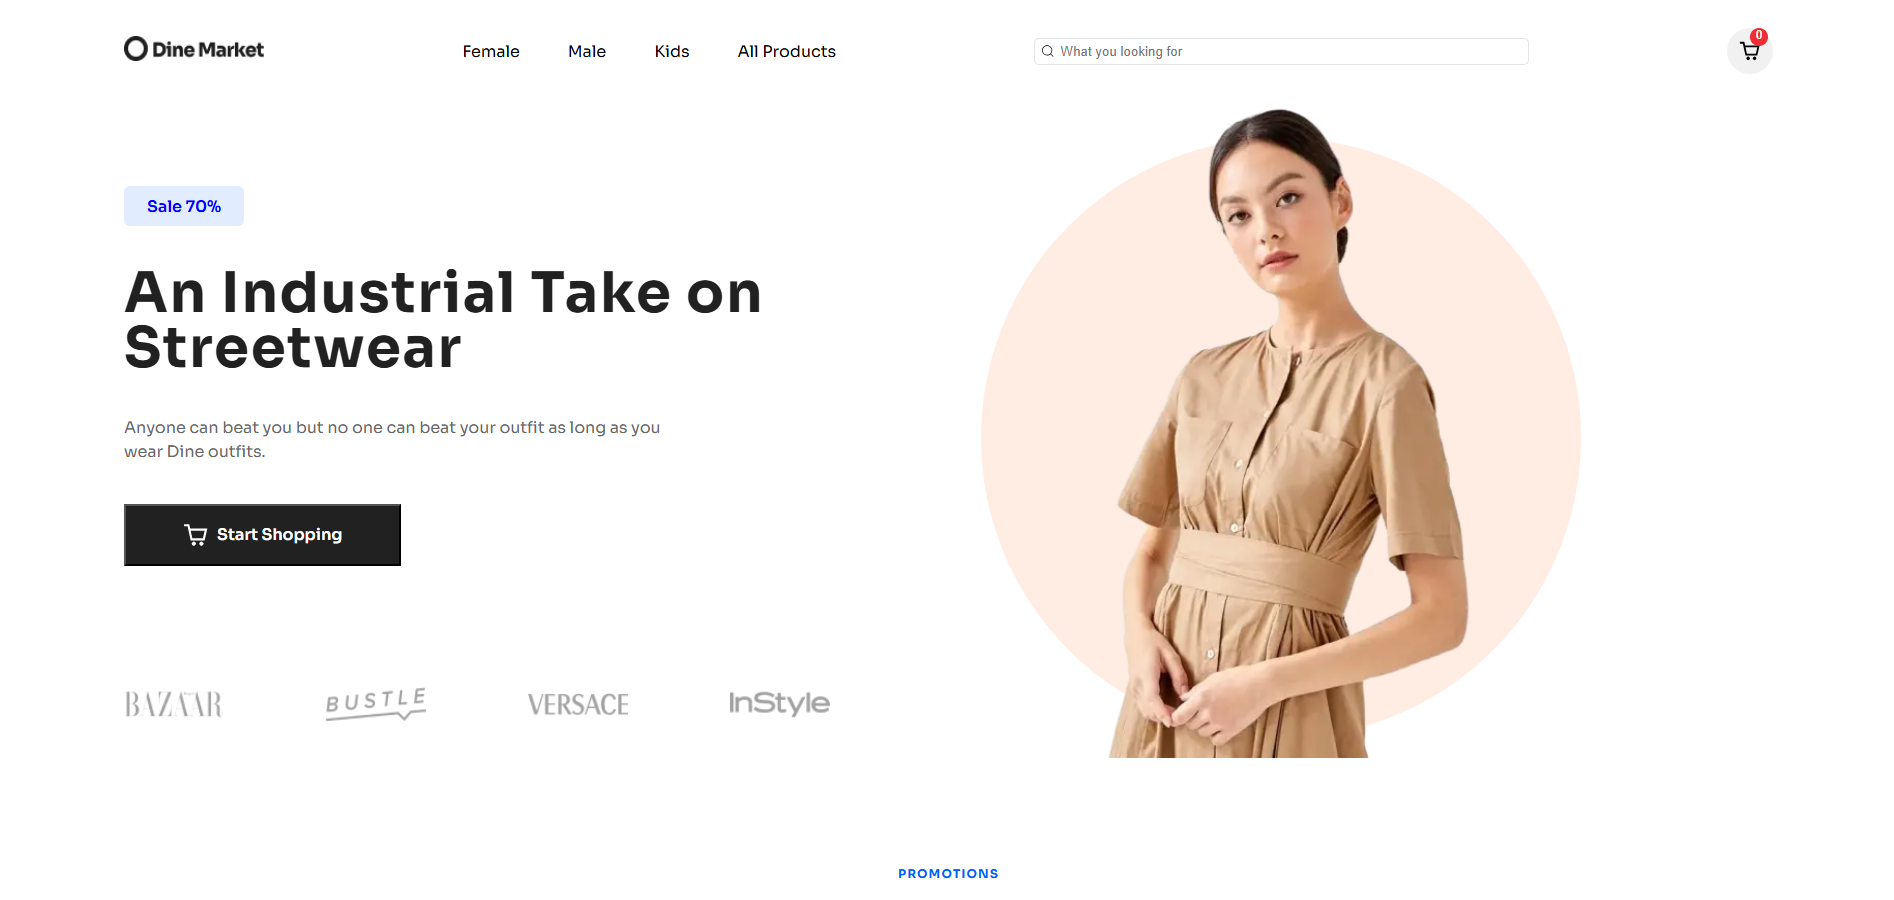 Dine Market
Female Male Kids All Products
What you looking for
0
Sale 70%
An Industrial Take on
Streetwear
Anyone can beat you but no one can beat your outfit as long as you
wear Dine outfits.
Start Shopping
BAZAAR BUSTLE VERSACE InStyle
PROMOTIONS